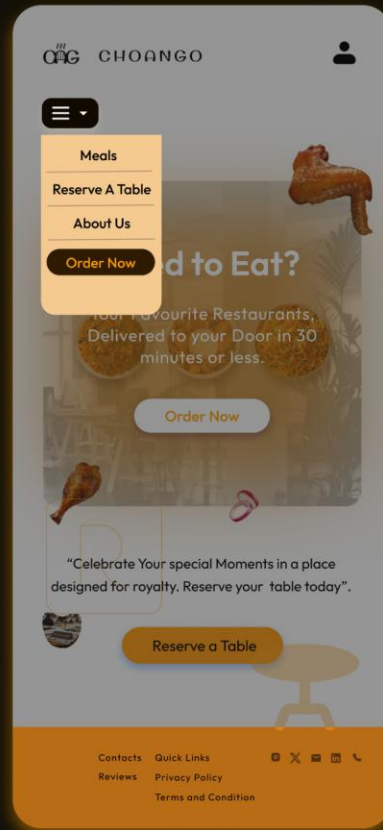 CHOANGO
Meals
Reserve A Table
About Us
Order Now
d to Eat?
Your Favourite Restaurants,
Delivered to your Door in 30
minutes or less.
Order Now
“Celebrate Your special Moments in a place
designed for royalty. Reserve your table today”.
Reserve a Table
Contacts Quick Links
Reviews Privacy Policy
Terms and Condition